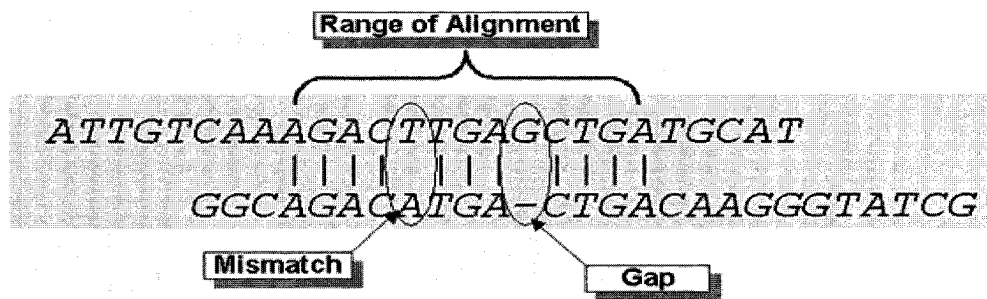 Range of Alignment
ATTGTCAAAGACTTGAGCTGATGCAT
GGCAGACATGA-CTGACAAGGGTATCG
Mismatch
Gap